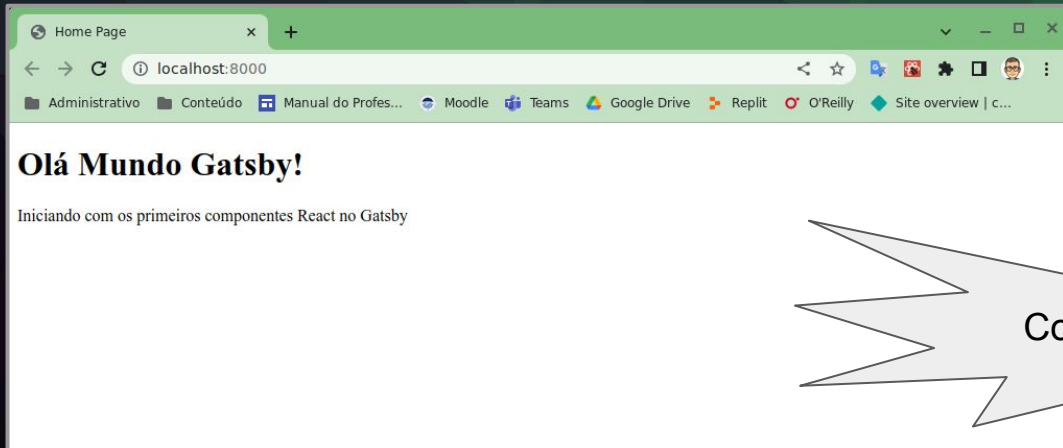 Home Page
localhost:8000
Administrativo Conteúdo Manual do Profes... Moodle Teams Google Drive Replit O'Reilly Site overview | c...
Olá Mundo Gatsby!
Iniciando com os primeiros componentes React no Gatsby